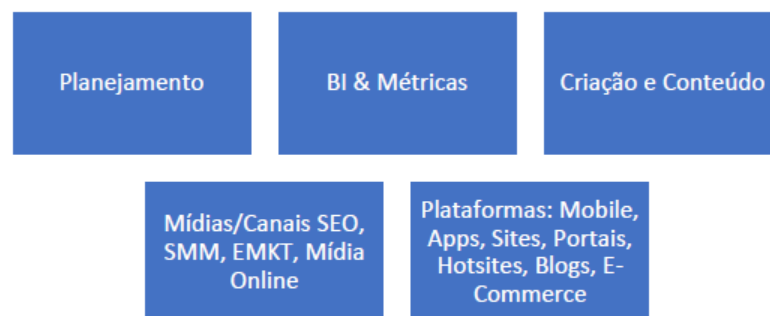 Planejamento
BI & Métricas
Criação e Conteúdo
Mídias/Canais SEO,
SMM, EMKT, Mídia
Online
Plataformas: Mobile,
Apps, Sites, Portais,
Hotsites, Blogs, E-
Commerce